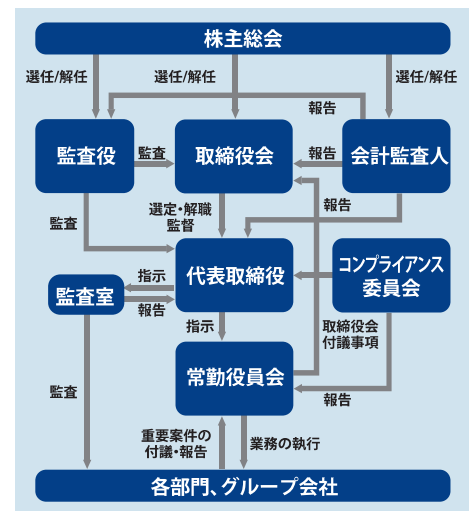 株主総会
選任/解任
選任/解任
選任/解任
報告
監査役
監査
取締役会
報告
会計監査人
監査
選定・解職
監督
報告
代表取締役
コンプライアンス
委員会
監査室
指示
報告
指示
取締役会
付議事項
常勤役員会
監査
報告
重要案件の
付議・報告
業務の執行
各部門、グループ会社